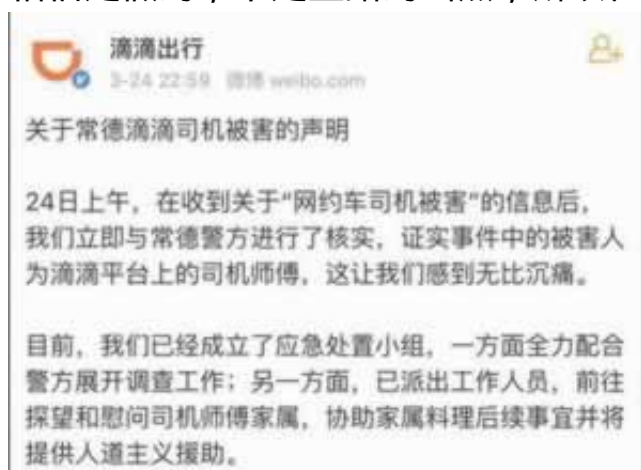 滴滴出行
3-24 22:59 微博 weibo.com
关于常德滴滴司机被害的声明
24日上午，在收到关于“网约车司机被害”的信息后，
我们立即与常德警方进行了核实，证实事件中的被害人
为滴滴平台上的司机师傅，这让我们感到无比沉痛。
目前，我们已经成立了应急处置小组，一方面全力配合
警方展开调查工作；另一方面，已派出工作人员，前往
探望和慰问司机师傅家属，协助家属料理后续事宜并将
提供人道主义援助。